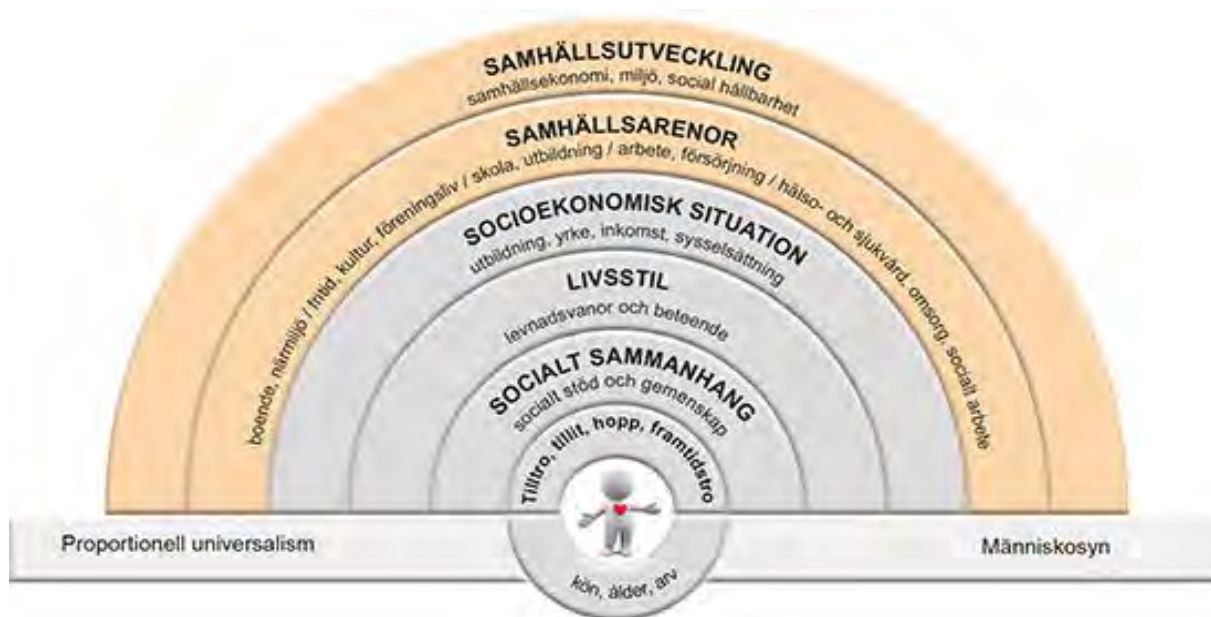 SAMHÄLLSUTVECKLING
samhällsekonomi, miljö, social hållbarhet
SAMHÄLLSARENOR
boende, närmiljö / fritid, kultur, föreningsliv / skola, utbildning / arbete, försörjning / hälso- och sjukvård, omsorg, socialt arbete
SOCIOEKONOMISK SITUATION
utbildning, yrke, inkomst, sysselsättning
LIVSSTIL
levnadsvanor och beteende
SOCIALT SAMMANHANG
socialt stöd och gemenskap
Tilltro, tillit, hopp, framtidstro
Proportionell universalism
Människosyn
kön, ålder, arv